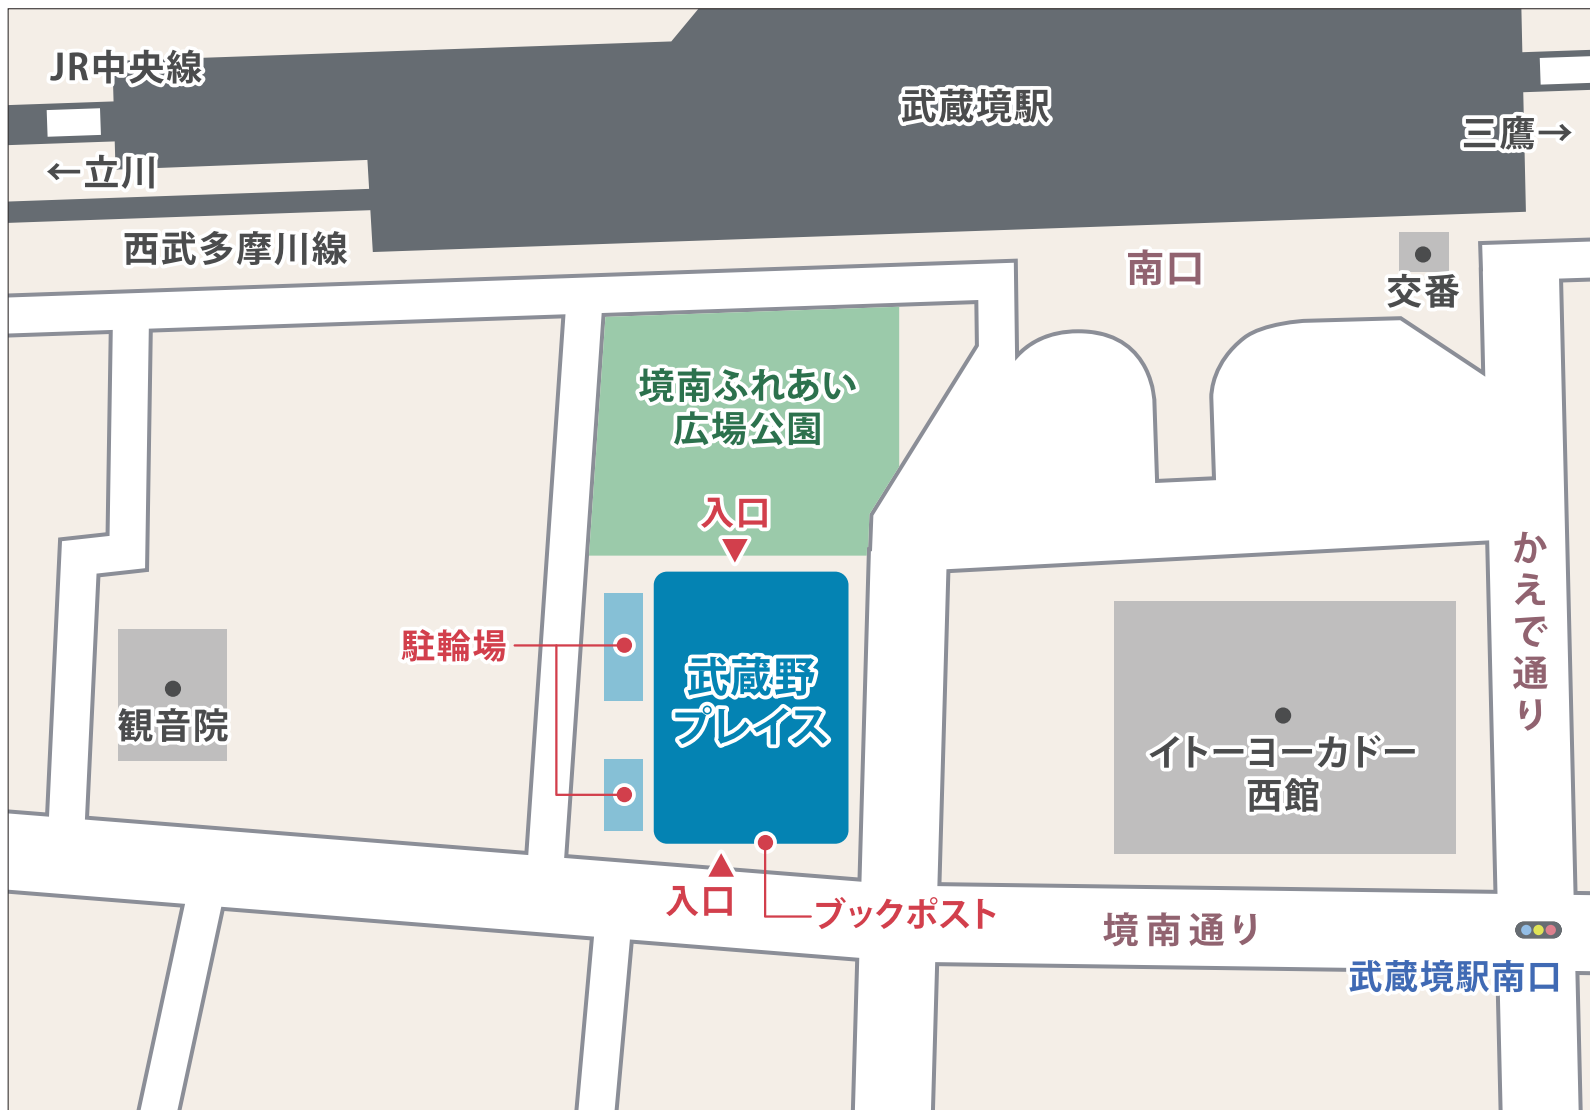 JR中央線
武蔵境駅
三鷹→
←立川
西武多摩川線
南口
交番
境南ふれあい
広場公園
入口
かえで通り
駐輪場
武蔵野
プレイス
観音院
イトーヨーカドー
西館
入口
ブックポスト
境南通り
武蔵境駅南口